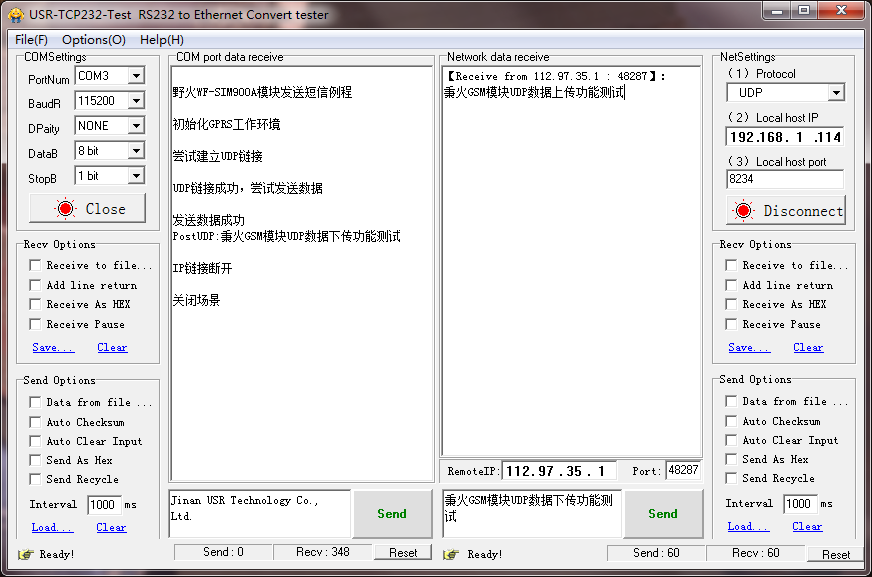 USR-TCP232-Test RS232 to Ethernet Convert tester
File(F) Options(O) Help(H)
COMSettings
PortNum COM3
BaudR 115200
DPaity NONE
DataB 8 bit
StopB 1 bit
Close
Recv Options
Receive to file...
Add line return
Receive As HEX
Receive Pause
Save... Clear
Send Options
Data from file ...
Auto Checksum
Auto Clear Input
Send As Hex
Send Recycle
Interval 1000 ms
Load... Clear
Ready!
COM port data receive
野火WF-SIM900A模块发送短信例程
初始化GPRS工作环境
尝试建立UDP链接
UDP链接成功，尝试发送数据
发送数据成功
PostUDP:秉火GSM模块UDP数据下传功能测试
IP链接断开
关闭场景
Jinan USR Technology Co.,
Ltd.
Send
Send : 0 Recv : 348 Reset
Network data receive
【Receive from 112.97.35.1 : 48287】:
秉火GSM模块UDP数据上传功能测试
RemoteIP: 112.97.35.1 Port: 48287
秉火GSM模块UDP数据下传功能测
试
Send
Ready!
Send : 60 Recv : 60 Reset
NetSettings
(1) Protocol
UDP
(2) Local host IP
192.168.1.114
(3) Local host port
8234
Disconnect
Recv Options
Receive to file...
Add line return
Receive As HEX
Receive Pause
Save... Clear
Send Options
Data from file ...
Auto Checksum
Auto Clear Input
Send As Hex
Send Recycle
Interval 1000 ms
Load... Clear